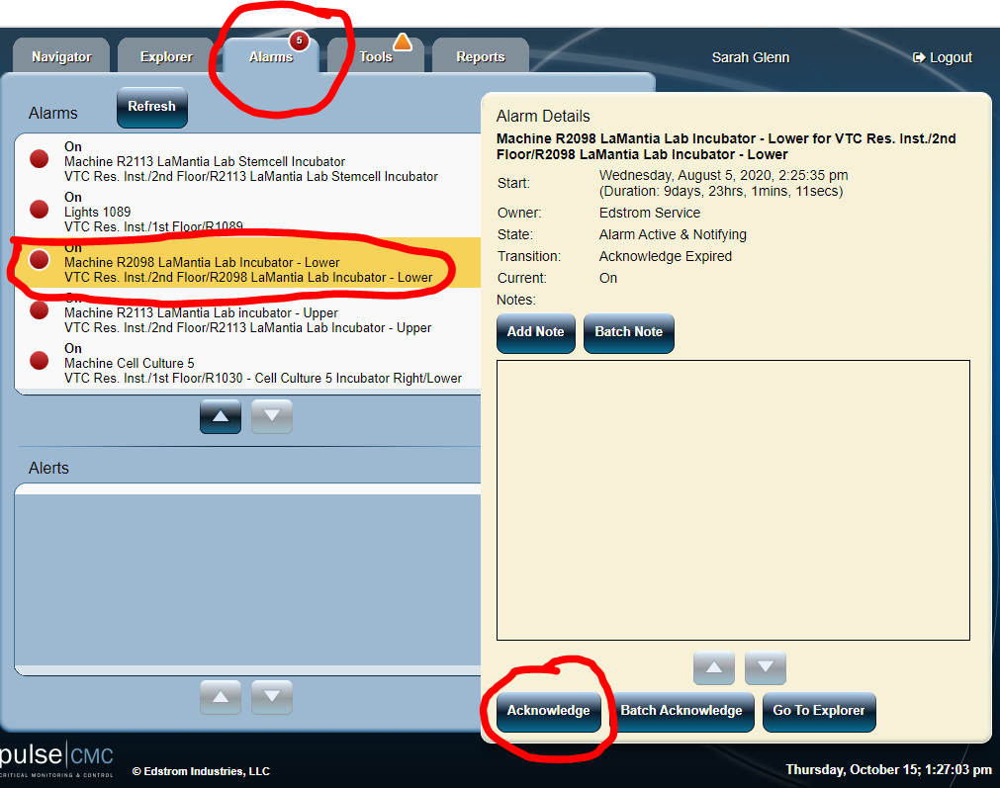 Navigator
Explorer
Alarms
5
Tools
Reports
Sarah Glenn
Logout
Alarms
Refresh
On
Machine R2113 LaMantia Lab Stemcell Incubator
VTC Res. Inst./2nd Floor/R2113 LaMantia Lab Stemcell Incubator
On
Lights 1089
VTC Res. Inst./1st Floor/R1089
On
Machine R2098 LaMantia Lab Incubator - Lower
VTC Res. Inst./2nd Floor/R2098 LaMantia Lab Incubator - Lower
On
Machine R2113 LaMantia Lab incubator - Upper
VTC Res. Inst./2nd Floor/R2113 LaMantia Lab Incubator - Upper
On
Machine Cell Culture 5
VTC Res. Inst./1st Floor/R1030 - Cell Culture 5 Incubator Right/Lower
Alerts
Alarm Details
Machine R2098 LaMantia Lab Incubator - Lower for VTC Res. Inst./2nd
Floor/R2098 LaMantia Lab Incubator - Lower
Start: Wednesday, August 5, 2020, 2:25:35 pm
(Duration: 9days, 23hrs, 1mins, 11secs)
Owner: Edstrom Service
State: Alarm Active & Notifying
Transition: Acknowledge Expired
Current: On
Notes:
Add Note
Batch Note
Acknowledge
Batch Acknowledge
Go To Explorer
pulse CMC
CRITICAL MONITORING & CONTROL
© Edstrom Industries, LLC
Thursday, October 15; 1:27:03 pm